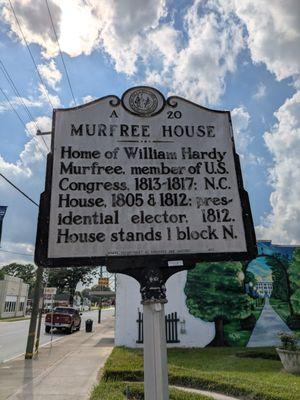 A 20
MURFREE HOUSE
Home of William Hardy
Murfree, member of U.S.
Congress, 1813-1817; N.C.
House, 1805 & 1812; pres-
idential elector, 1812.
House stands 1 block N.